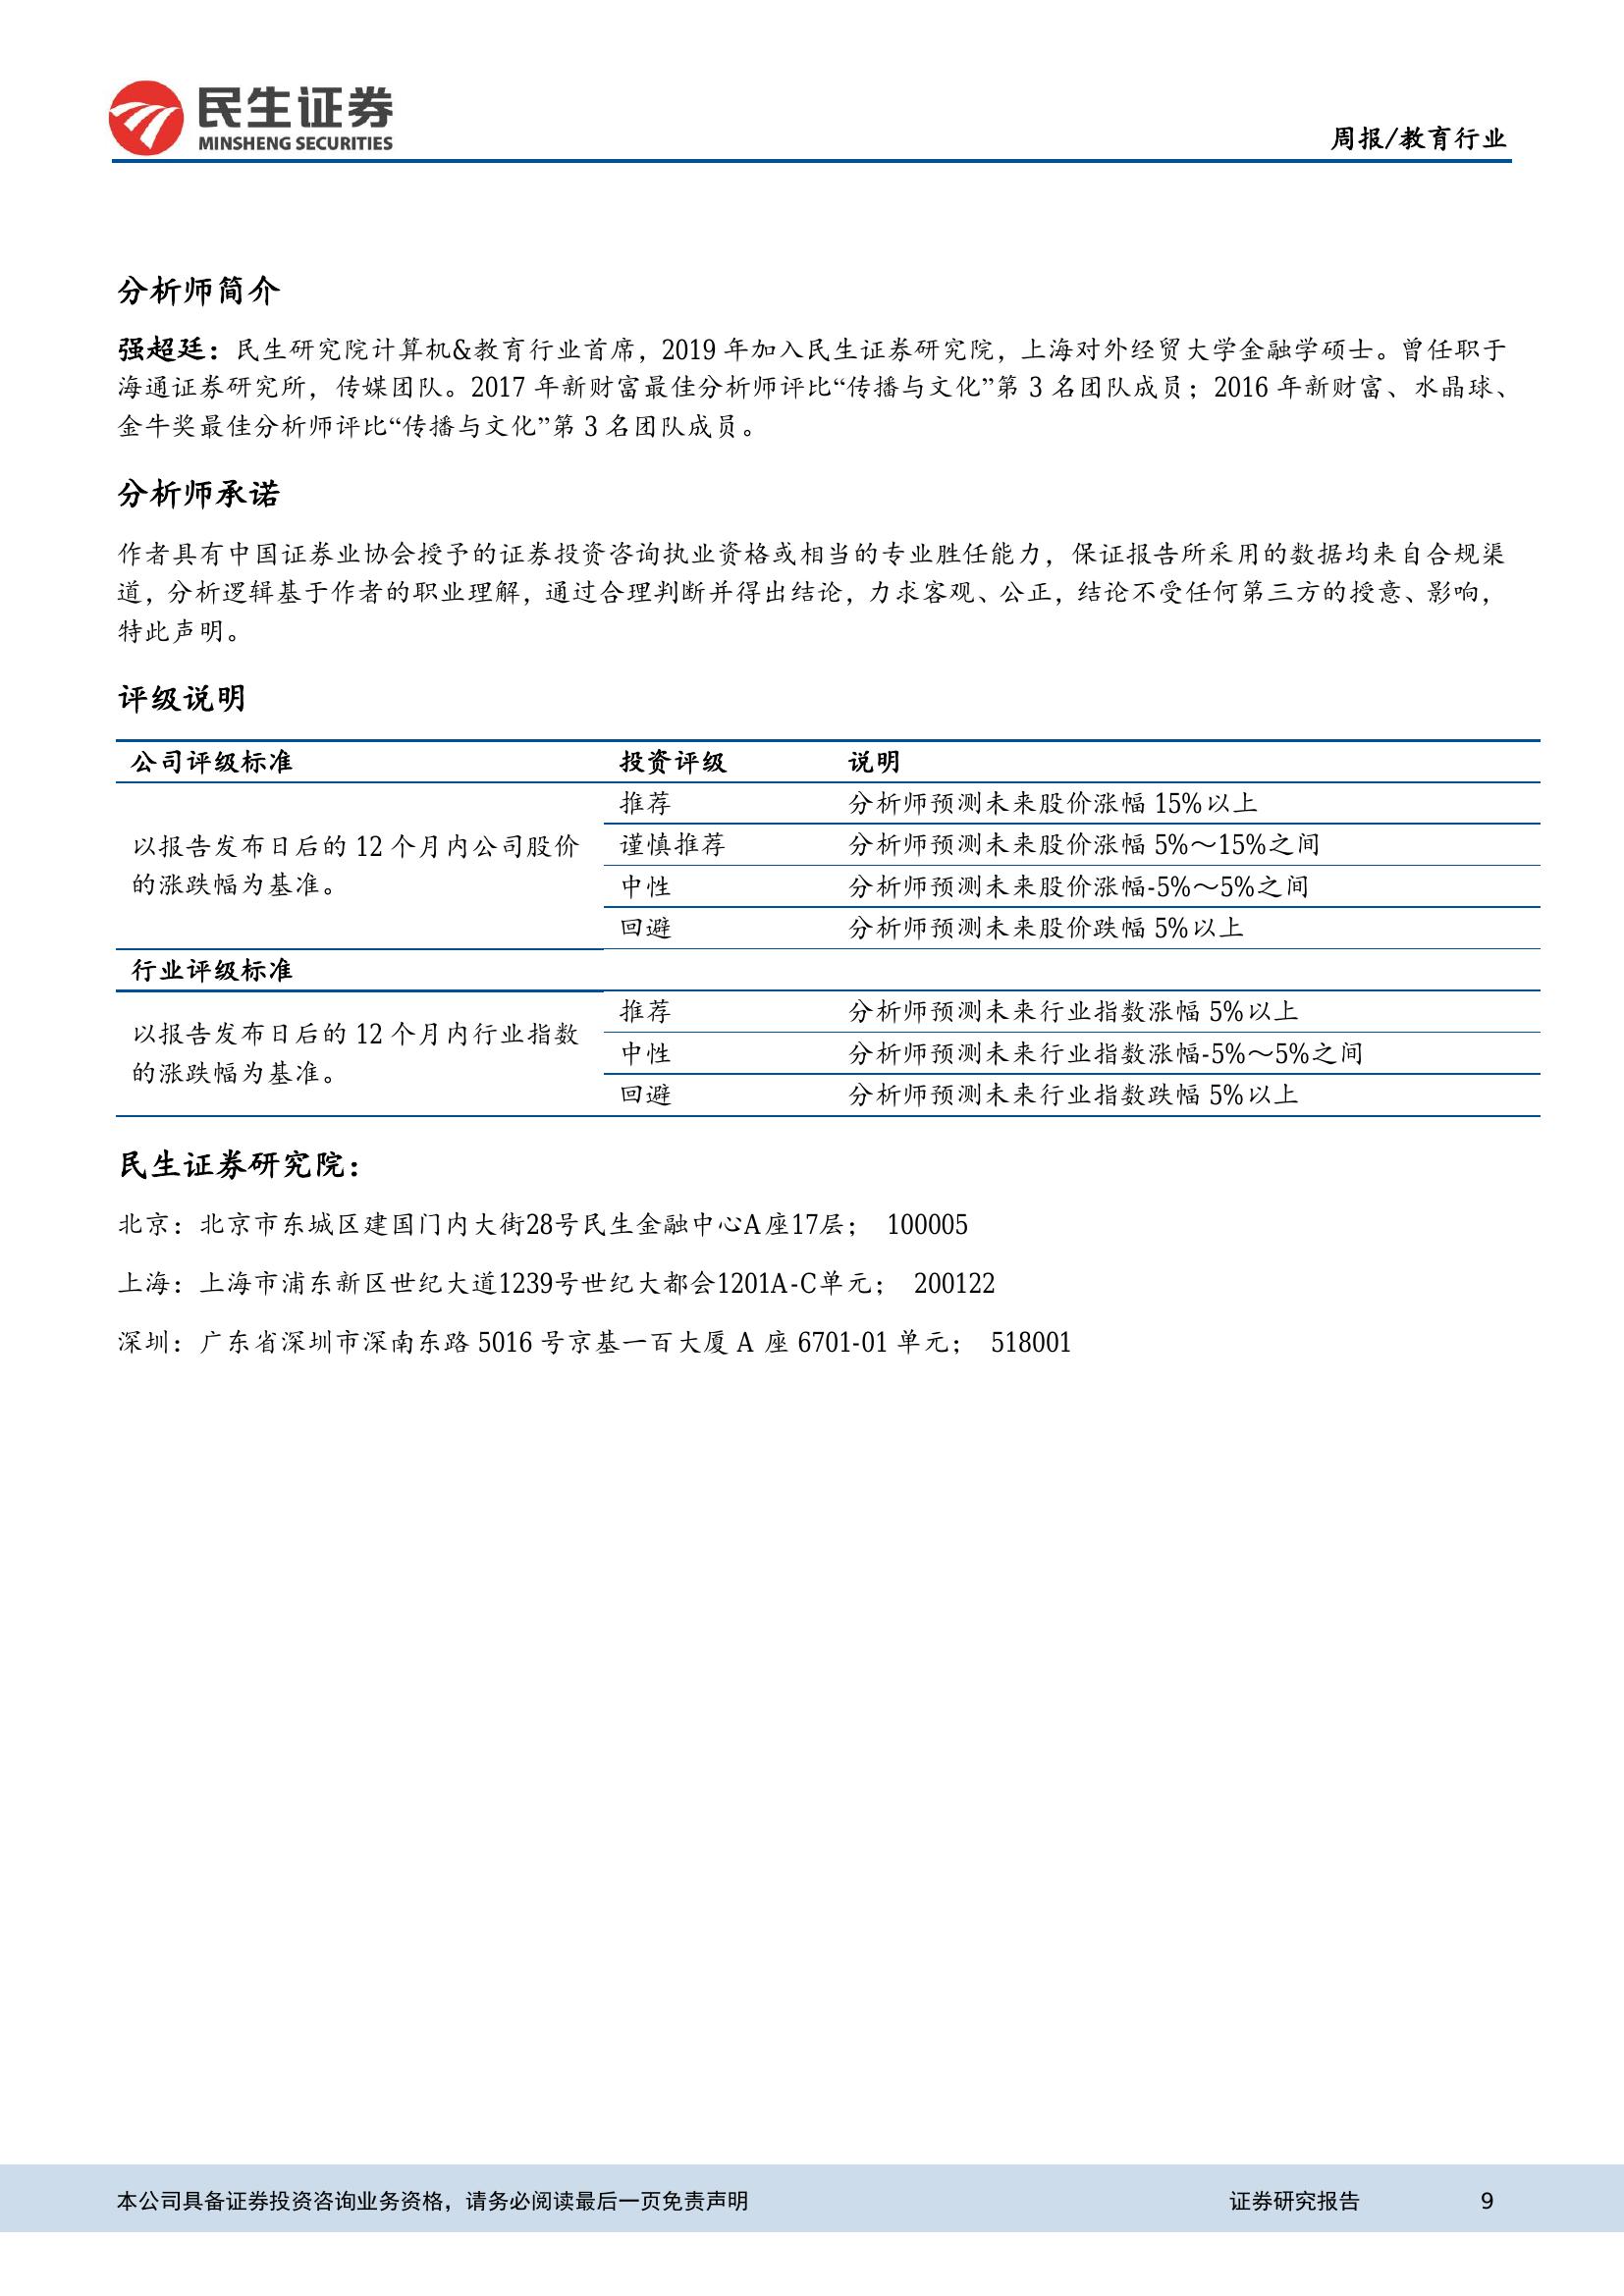 民生证券
MINSHENG SECURITIES
周报/教育行业
分析师简介
强超廷：民生研究院计算机&教育行业首席，2019 年加入民生证券研究院，上海对外经贸大学金融学硕士。曾任职于
海通证券研究所，传媒团队。2017 年新财富最佳分析师评比“传播与文化”第 3 名团队成员；2016 年新财富、水晶球、
金牛奖最佳分析师评比“传播与文化”第 3 名团队成员。
分析师承诺
作者具有中国证券业协会授予的证券投资咨询执业资格或相当的专业胜任能力，保证报告所采用的数据均来自合规渠
道，分析逻辑基于作者的职业理解，通过合理判断并得出结论，力求客观、公正，结论不受任何第三方的授意、影响，
特此声明。
评级说明
公司评级标准 投资评级 说明
以报告发布日后的 12 个月内公司股价
的涨跌幅为基准。
推荐 分析师预测未来股价涨幅 15%以上
谨慎推荐 分析师预测未来股价涨幅 5%～15%之间
中性 分析师预测未来股价涨幅-5%～5%之间
回避 分析师预测未来股价跌幅 5%以上
行业评级标准
以报告发布日后的 12 个月内行业指数
的涨跌幅为基准。
推荐 分析师预测未来行业指数涨幅 5%以上
中性 分析师预测未来行业指数涨幅-5%～5%之间
回避 分析师预测未来行业指数跌幅 5%以上
民生证券研究院：
北京：北京市东城区建国门内大街28号民生金融中心A座17层； 100005
上海：上海市浦东新区世纪大道1239号世纪大都会1201A-C单元； 200122
深圳：广东省深圳市深南东路 5016 号京基一百大厦 A 座 6701-01 单元； 518001
本公司具备证券投资咨询业务资格，请务必阅读最后一页免责声明 证券研究报告 9